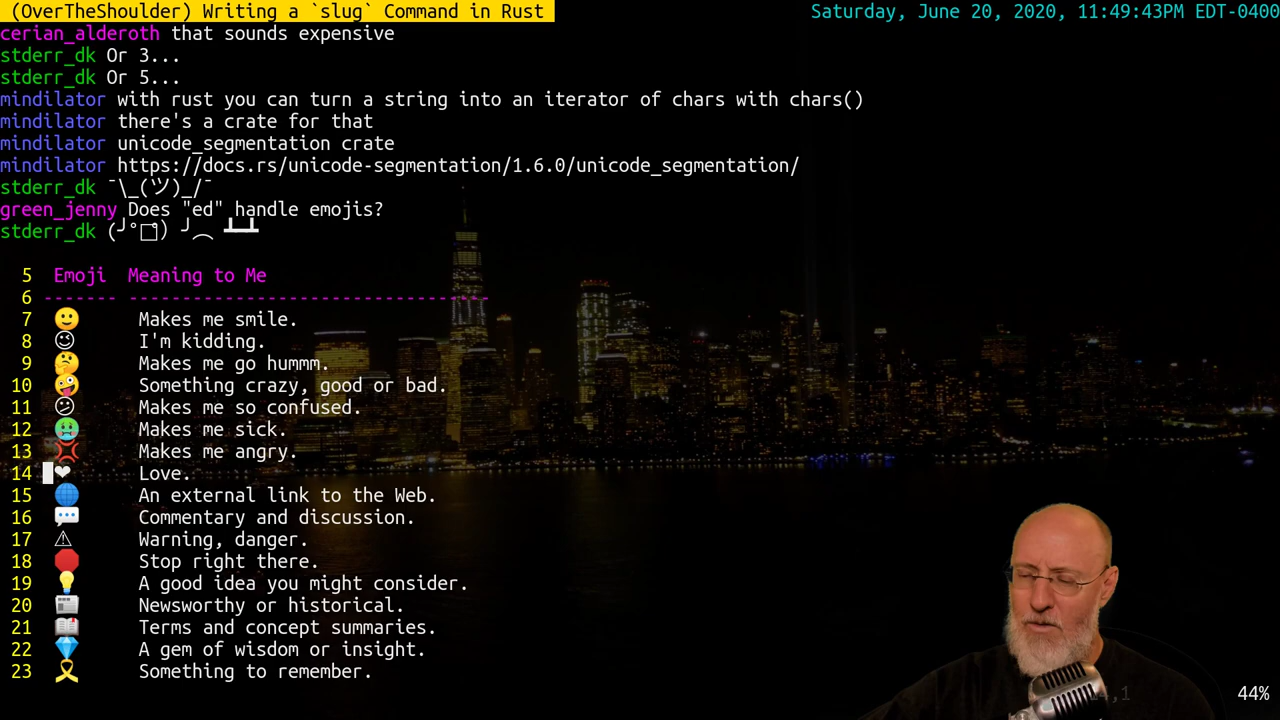 (OverTheShoulder) Writing a `slug` Command in Rust
Saturday, June 20, 2020, 11:49:43PM EDT-0400
cerian_alderoth that sounds expensive
stderr_dk Or 3...
stderr_dk Or 5...
mindilator with rust you can turn a string into an iterator of chars with chars()
mindilator there's a crate for that
mindilator unicode_segmentation crate
mindilator https://docs.rs/unicode-segmentation/1.6.0/unicode_segmentation/
stderr_dk ¯\_(ツ)_/¯
green_jenny Does "ed" handle emojis?
stderr_dk (╯°□°) ╯︵ ┻━┻
5 Emoji Meaning to Me
6 ------- ----------------------------------
7 🙂 Makes me smile.
8 😉 I'm kidding.
9 🤔 Makes me go hummm.
10 🤪 Something crazy, good or bad.
11 😕 Makes me so confused.
12 🤢 Makes me sick.
13 💢 Makes me angry.
14 ❤ Love.
15 🌐 An external link to the Web.
16 💬 Commentary and discussion.
17 ⚠ Warning, danger.
18 🛑 Stop right there.
19 💡 A good idea you might consider.
20 📰 Newsworthy or historical.
21 📖 Terms and concept summaries.
22 💎 A gem of wisdom or insight.
23 🎗 Something to remember.
44%